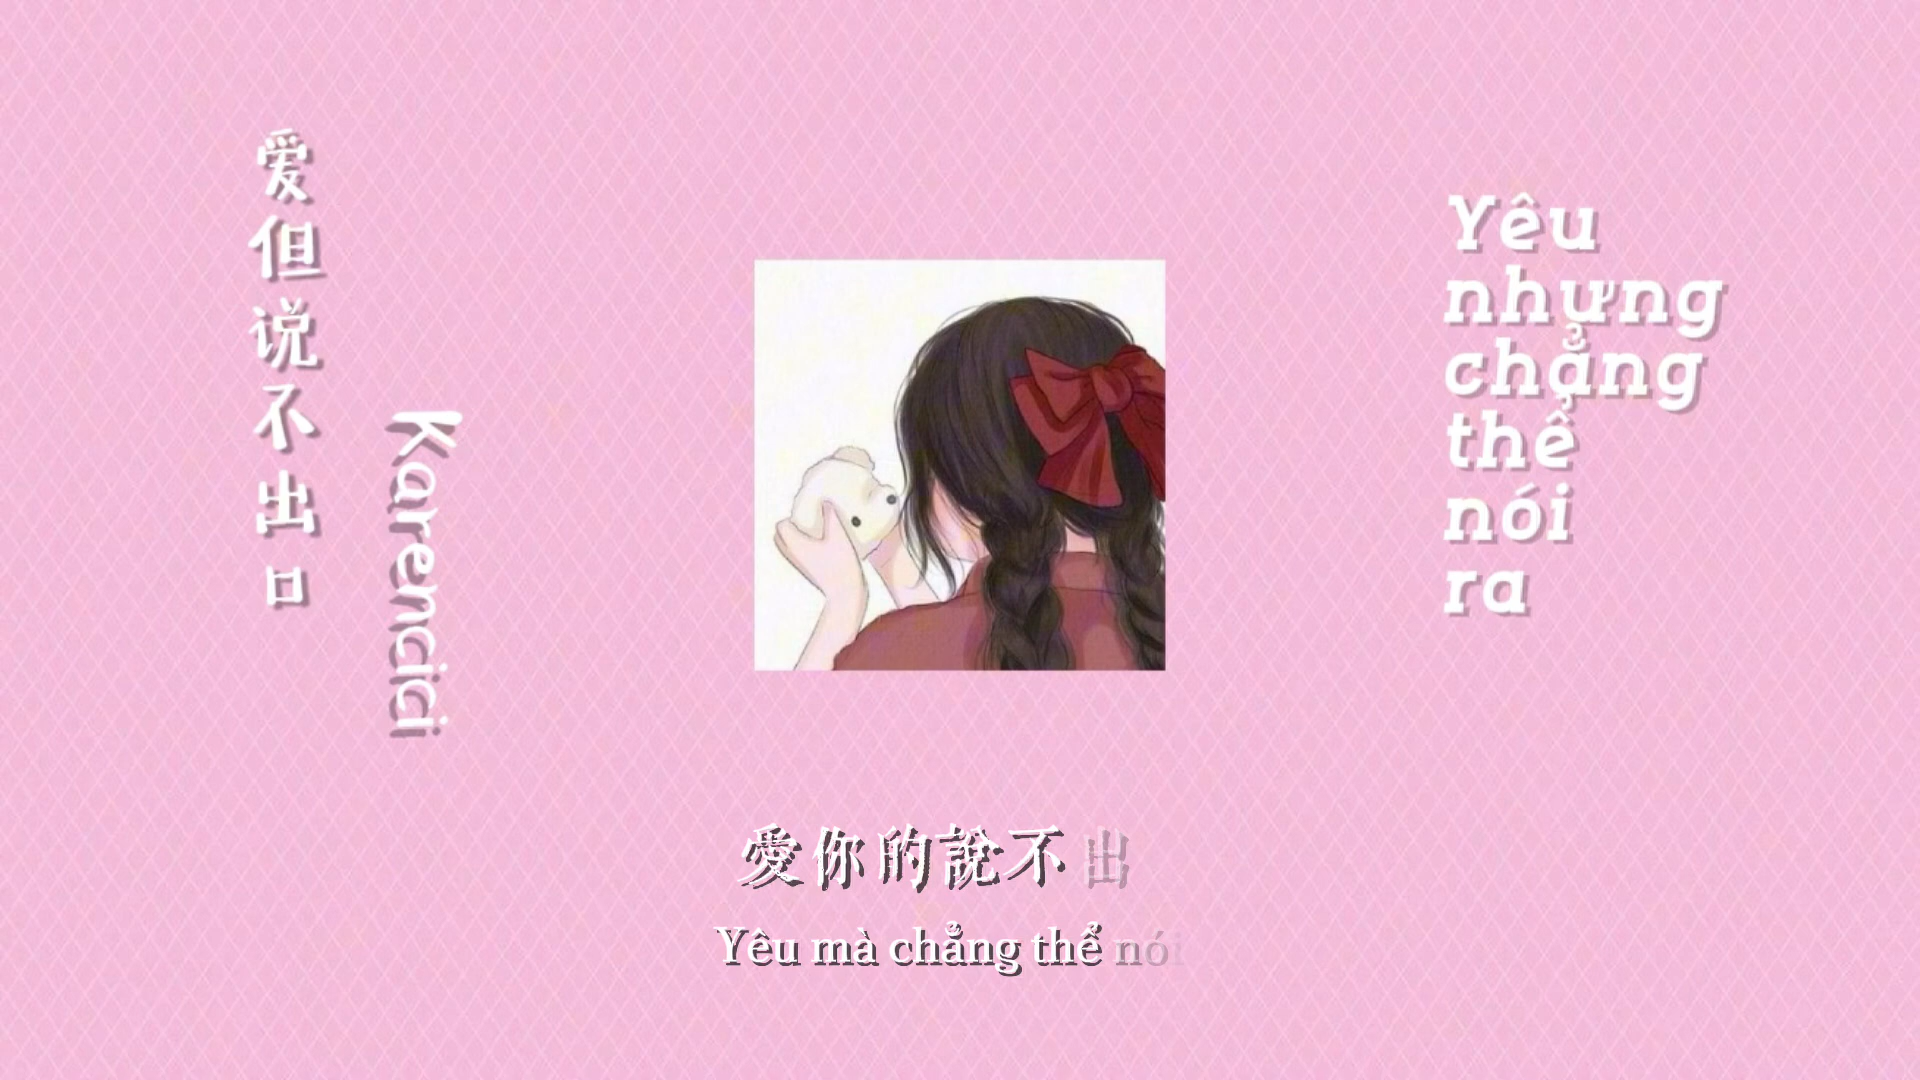 爱但说不出口
Karencici
Yêu
nhưng
chẳng
thể
nói
ra
愛你的說不出
Yêu mà chẳng thể nói